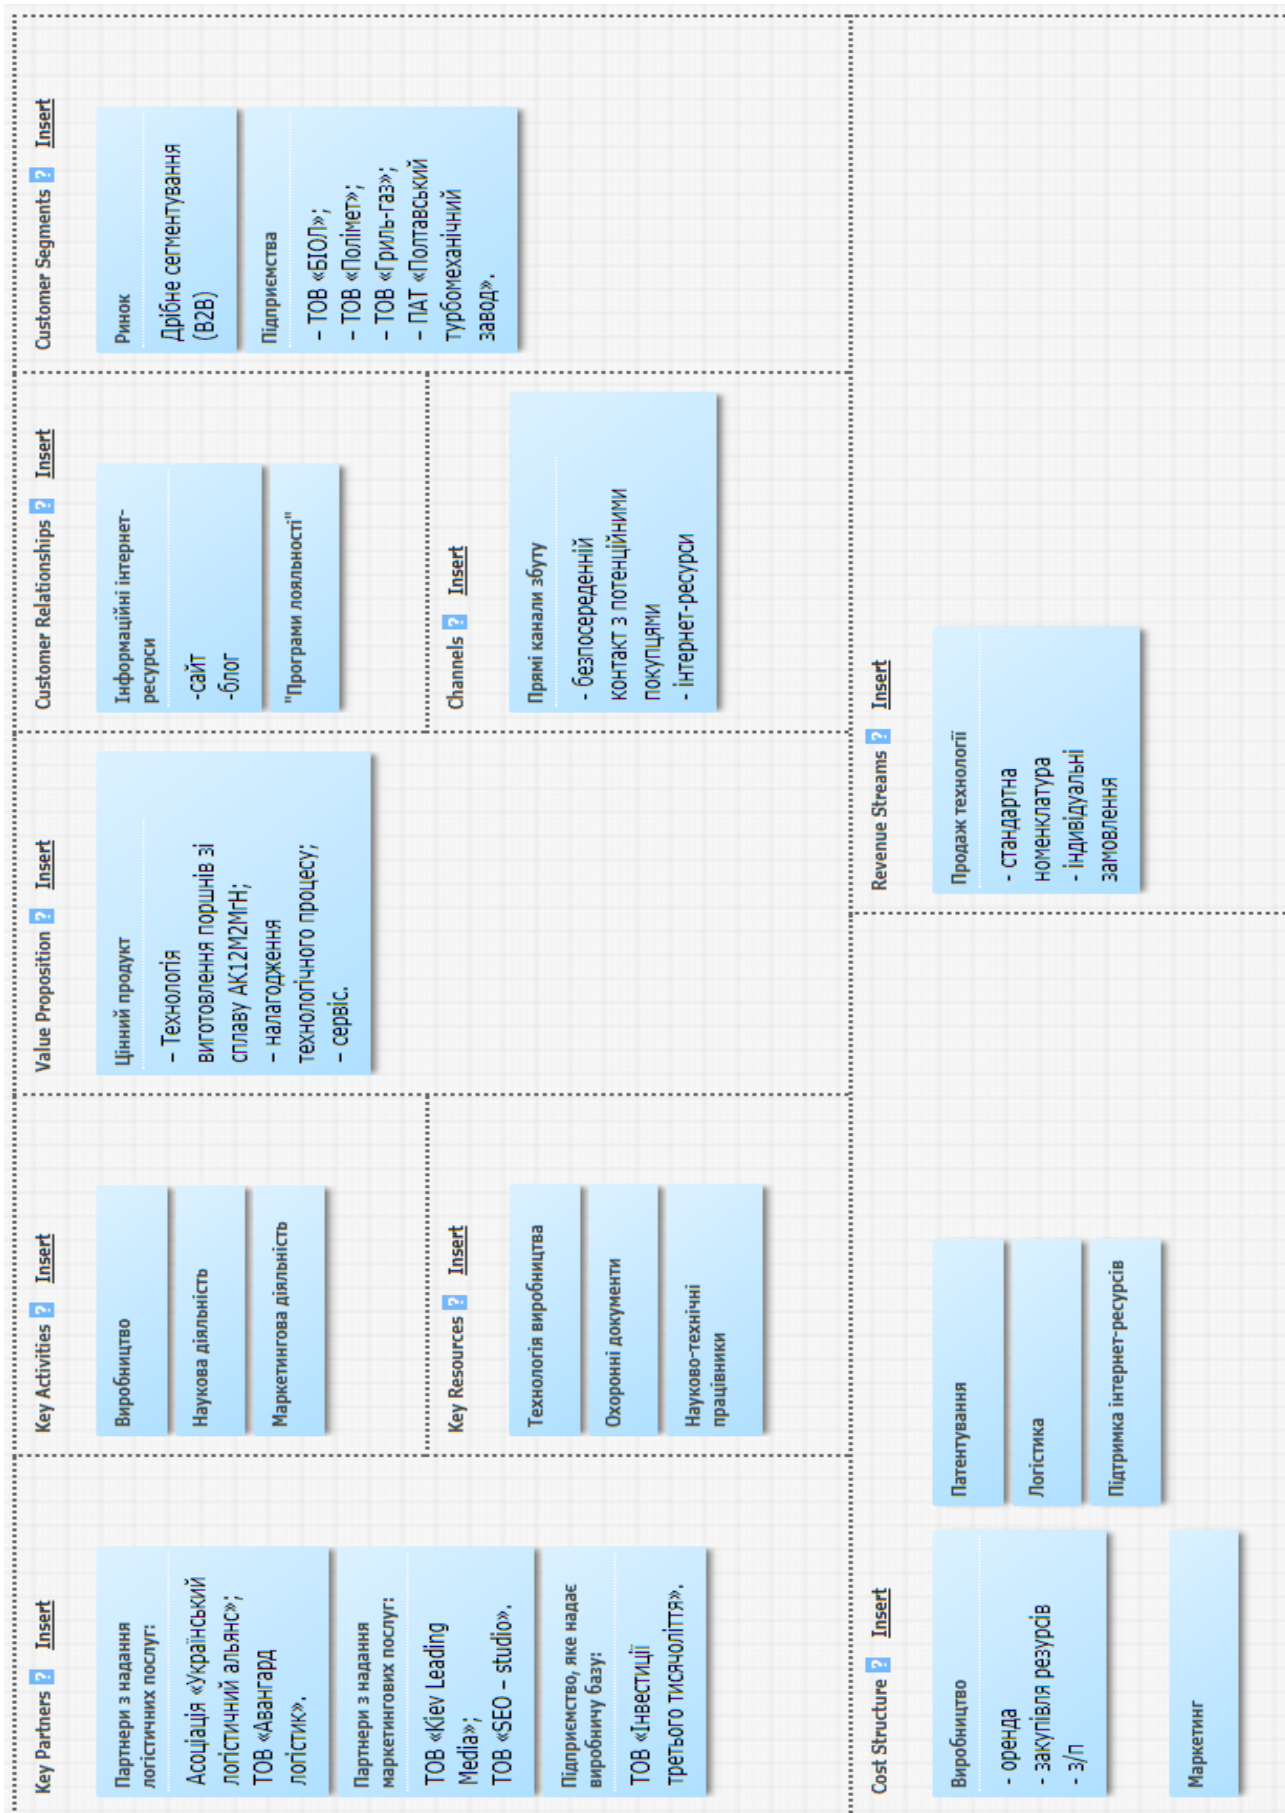 Key Partners ? Insert
Партнери з надання
логістичних послуг:
Асоціація «Український
логістичний альянс»;
ТОВ «Авангард
логістик».
Партнери з надання
маркетингових послуг:
ТОВ «Kiev Leading
Media»;
ТОВ «SEO – studio».
Підприємство, яке надає
виробничу базу:
ТОВ «Інвестиції
третього тисячоліття».
Key Activities ? Insert
Виробництво
Наукова діяльність
Маркетингова діяльність
Key Resources ? Insert
Технологія виробництва
Охоронні документи
Науково-технічні
працівники
Value Proposition ? Insert
Цінний продукт
– Технологія
виготовлення поршнів зі
сплаву АК12М2МгН;
– налагодження
технологічного процесу;
– сервіс.
Customer Relationships ? Insert
Інформаційні інтернет-
ресурси
-сайт
-блог
"Програми лояльності"
Channels ? Insert
Прямі канали збуту
- безпосереденній
контакт з потенційними
покупцями
- інтернет-ресурси
Customer Segments ? Insert
Ринок
Дрібне сегментування
(B2B)
Підприємства
– ТОВ «БІОЛ»;
– ТОВ «Полімет»;
– ТОВ «Гриль-газ»;
– ПАТ «Полтавський
турбомеханічний
завод».
Cost Structure ? Insert
Виробництво
- оренда
- закупівля резурсів
- з/п
Маркетинг
Патентування
Логістика
Підтримка інтернет-ресурсів
Revenue Streams ? Insert
Продаж технології
- стандартна
номенклатура
- індивідуальні
замовлення